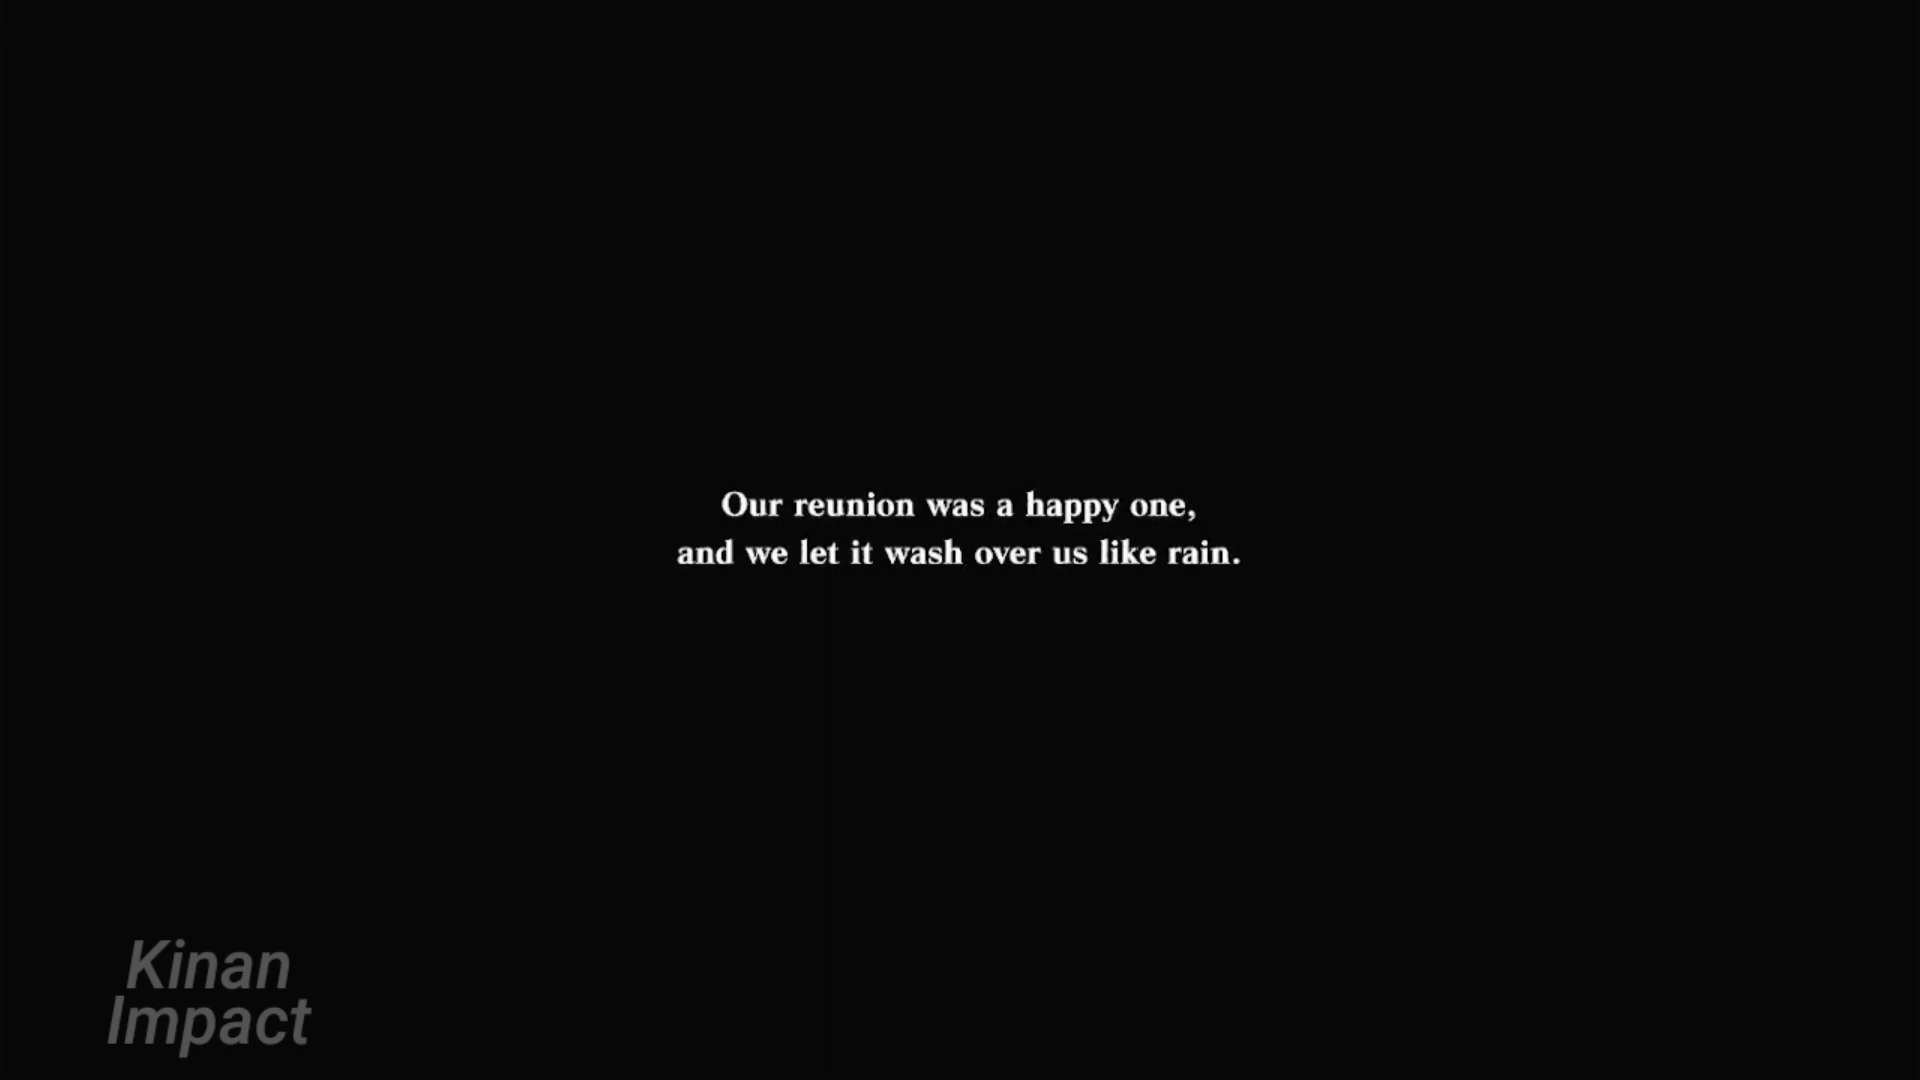 Our reunion was a happy one,
and we let it wash over us like rain.
Kinan
Impact